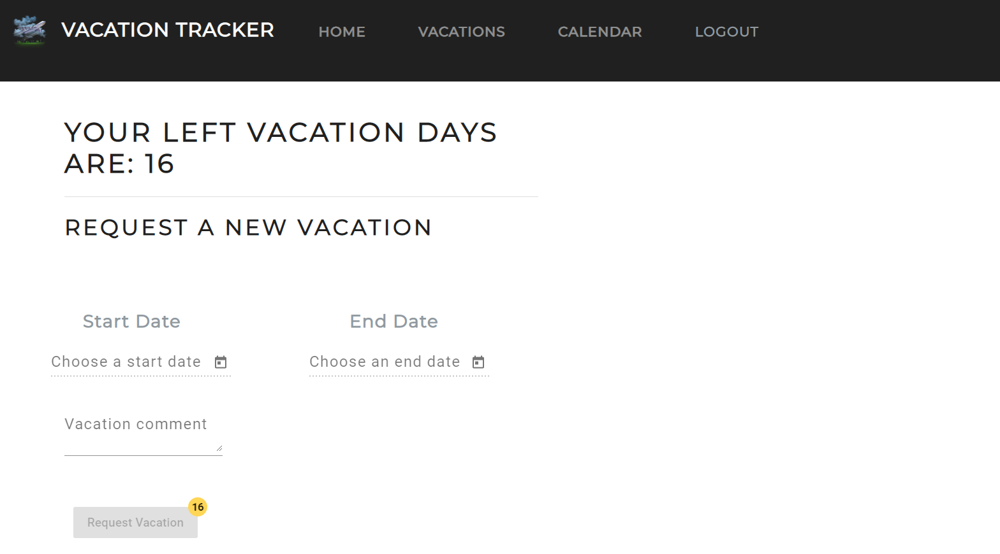 VACATION TRACKER HOME VACATIONS CALENDAR LOGOUT
YOUR LEFT VACATION DAYS
ARE: 16
REQUEST A NEW VACATION
Start Date End Date
Choose a start date Choose an end date
Vacation comment
16
Request Vacation